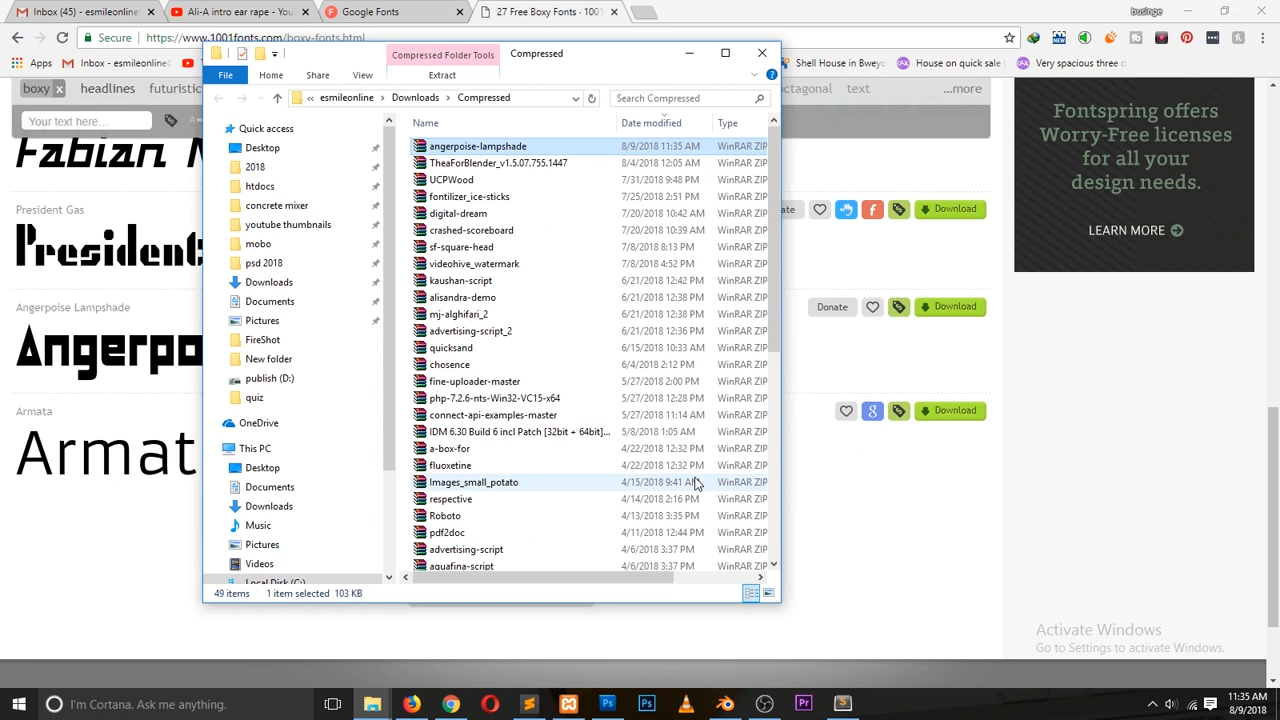 Inbox (6) - esmileonline
Ali-A intro ear rape - You
Google Fonts
27 Free Boxy Fonts · 1001
businge
Secure
https://www.1001fonts.com/boxy-fonts.html
Apps
Inbox - esmileonline
Shell House in Bweyo
House on quick sale
Very spacious three d
boxy x
headlines
futuristic
octagonal
text
...more
Your text here...
Fabian
President Gas
President
Download
Angerpoise Lampshade
Angerpo
Donate
Download
Armata
Armat
Download
Fontspring offers
Worry-Free licenses
for all your
design needs.
LEARN MORE
Compressed Folder Tools
Compressed
File
Home
Share
View
Extract
« esmileonline > Downloads > Compressed
Search Compressed
Quick access
Desktop
2018
htdocs
concrete mixer
youtube thumbnails
mobo
psd 2018
Downloads
Documents
Pictures
FireShot
New folder
publish (D:)
quiz
OneDrive
This PC
Desktop
Documents
Downloads
Music
Pictures
Videos
Local Disk (C:)
Name Date modified Type
angerpoise-lampshade 8/9/2018 11:35 AM WinRAR ZIP
TheaForBlender_v1.5.07.755.1447 8/4/2018 12:05 AM WinRAR ZIP
UCPWood 7/31/2018 9:48 PM WinRAR ZIP
fontilizer_ice-sticks 7/25/2018 2:51 PM WinRAR ZIP
digital-dream 7/20/2018 10:42 AM WinRAR ZIP
crashed-scoreboard 7/20/2018 10:39 AM WinRAR ZIP
sf-square-head 7/8/2018 8:13 PM WinRAR ZIP
videohive_watermark 7/8/2018 4:52 PM WinRAR ZIP
kaushan-script 6/21/2018 12:42 PM WinRAR ZIP
alisandra-demo 6/21/2018 12:38 PM WinRAR ZIP
mj-alghifari_2 6/21/2018 12:38 PM WinRAR ZIP
advertising-script_2 6/21/2018 12:36 PM WinRAR ZIP
quicksand 6/15/2018 10:33 AM WinRAR ZIP
chosence 6/4/2018 2:12 PM WinRAR ZIP
fine-uploader-master 5/27/2018 2:00 PM WinRAR ZIP
php-7.2.6-nts-Win32-VC15-x64 5/27/2018 12:28 PM WinRAR ZIP
connect-api-examples-master 5/27/2018 11:14 AM WinRAR ZIP
IDM 6.30 Build 6 incl Patch [32bit + 64bit]... 5/8/2018 1:05 AM WinRAR ZIP
a-box-for 4/22/2018 12:32 PM WinRAR ZIP
fluoxetine 4/22/2018 12:32 PM WinRAR ZIP
Images_small_potato 4/15/2018 9:41 AM WinRAR ZIP
respective 4/14/2018 2:16 PM WinRAR ZIP
Roboto 4/13/2018 3:35 PM WinRAR ZIP
pdf2doc 4/11/2018 12:44 PM WinRAR ZIP
advertising-script 4/6/2018 3:37 PM WinRAR ZIP
aquafina-script 4/6/2018 3:37 PM WinRAR ZIP
49 items 1 item selected 103 KB
Activate Windows
Go to Settings to activate Windows.
I'm Cortana. Ask me anything.
11:35 AM
8/9/2018